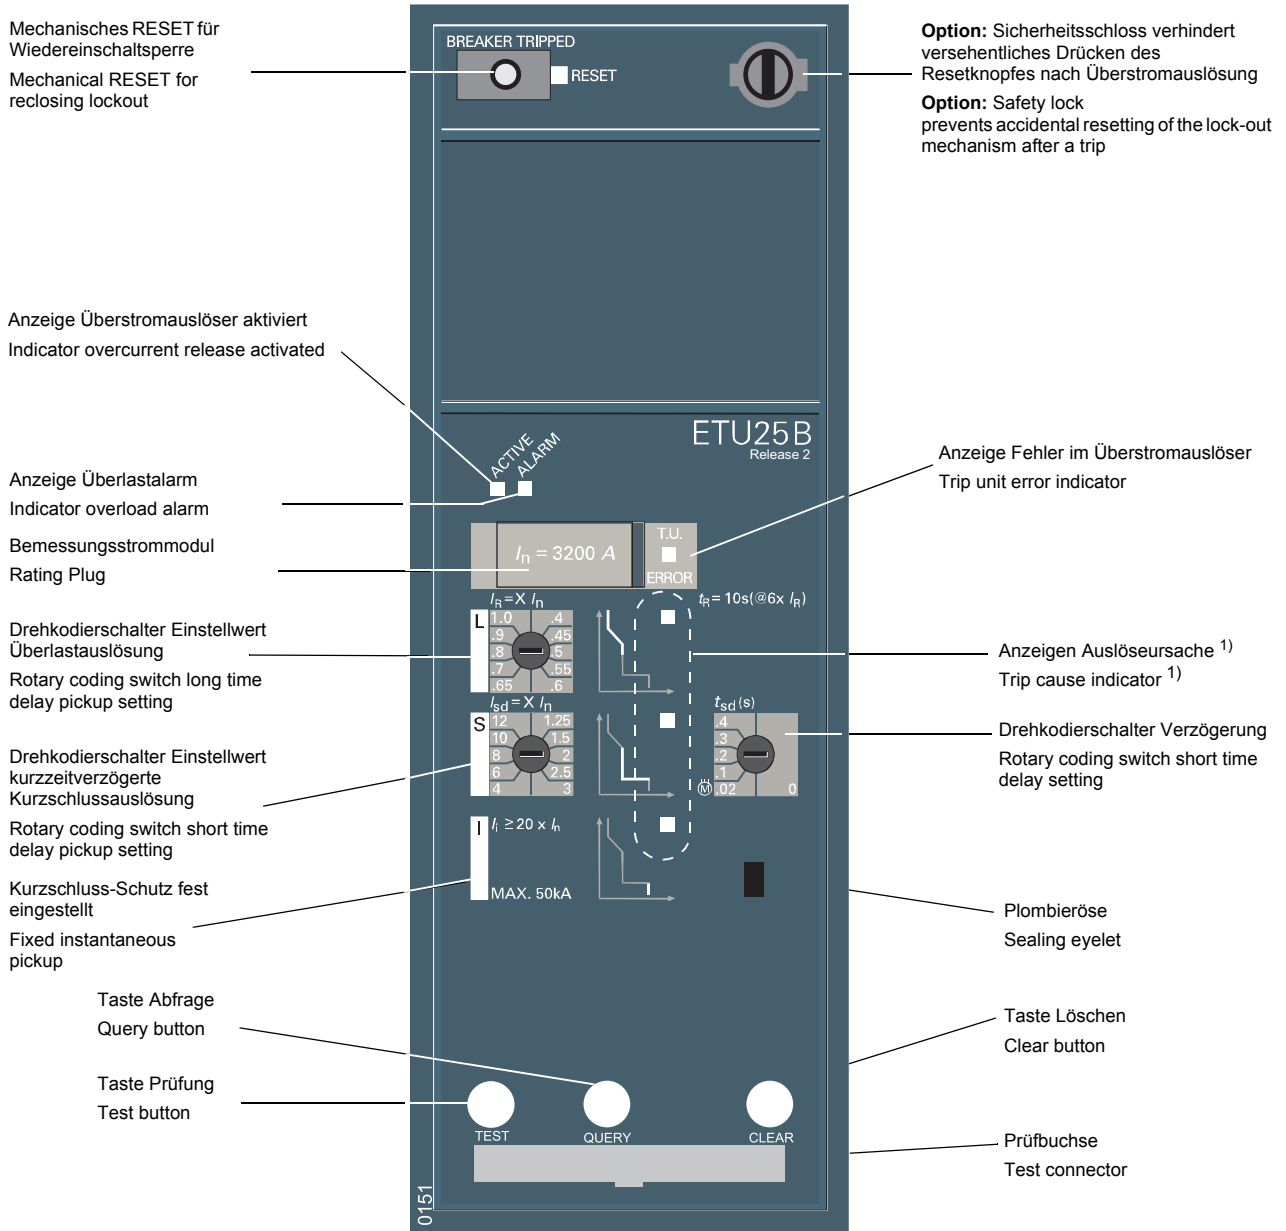 Mechanisches RESET für
Wiedereinschaltsperre
Mechanical RESET for
reclosing lockout
BREAKER TRIPPED
RESET
Option: Sicherheitsschloss verhindert
versehentliches Drücken des
Resetknopfes nach Überstromauslösung
Option: Safety lock
prevents accidental resetting of the lock-out
mechanism after a trip
Anzeige Überstromauslöser aktiviert
Indicator overcurrent release activated
ACTIVE
ALARM
ETU25B
Release 2
Anzeige Fehler im Überstromauslöser
Trip unit error indicator
Anzeige Überlastalarm
Indicator overload alarm
Bemessungsstrommodul
Rating Plug
In = 3200 A
T.U.
ERROR
IR=X In
tR= 10s(@6x IR)
L
1.0 .4
.9 .45
.8 .5
.7 .55
.65 .6
Drehkodierschalter Einstellwert
Überlastauslösung
Rotary coding switch long time
delay pickup setting
Anzeigen Auslöseursache 1)
Trip cause indicator 1)
Isd= X In
S
12 1.25
10 1.5
8 2
6 2.5
4 3
tsd (s)
.4
.3
.2
.1
M .02 0
Drehkodierschalter Verzögerung
Rotary coding switch short time
delay setting
Drehkodierschalter Einstellwert
kurzzeitverzögerte
Kurzschlussauslösung
Rotary coding switch short time
delay pickup setting
I
Ii ≥20 x In
MAX. 50kA
Kurzschluss-Schutz fest
eingestellt
Fixed instantaneous
pickup
Plombieröse
Sealing eyelet
Taste Abfrage
Query button
Taste Löschen
Clear button
Taste Prüfung
Test button
TEST
QUERY
CLEAR
Prüfbuchse
Test connector
0151